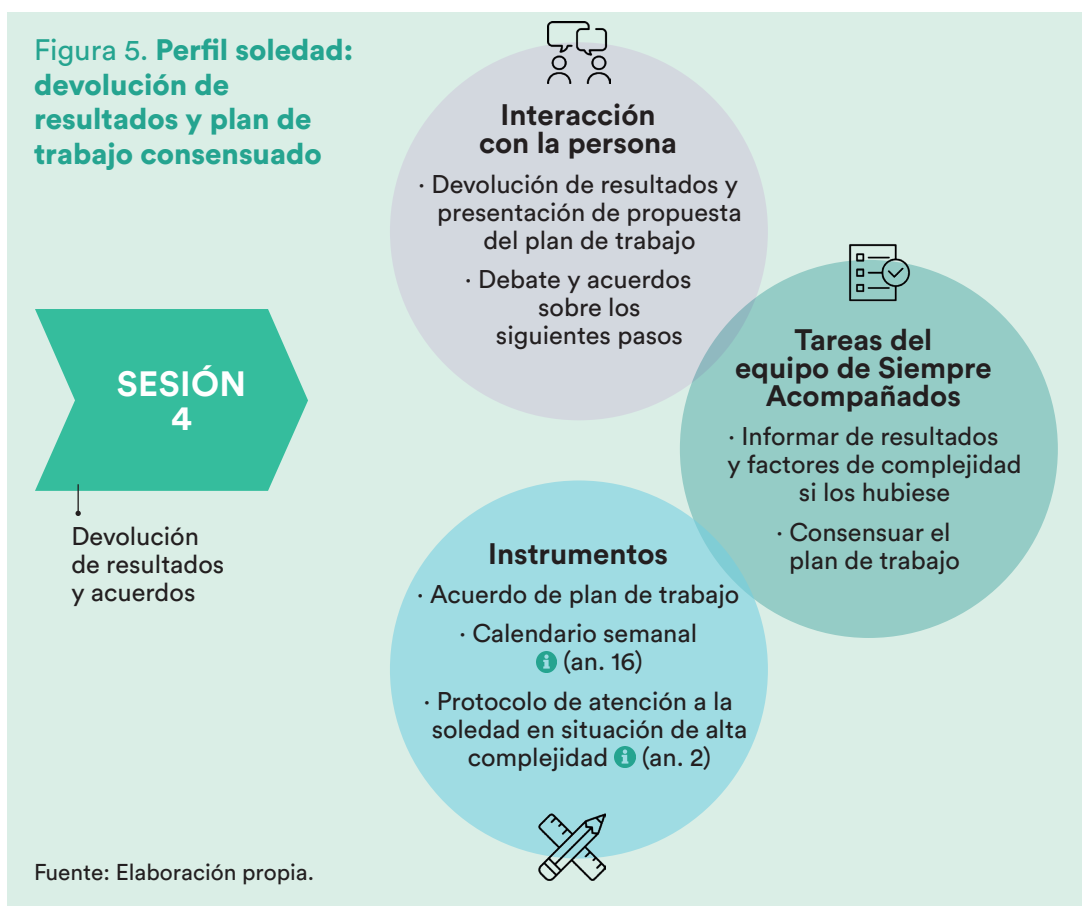 Figura 5. Perfil soledad:
devolución de
resultados y plan de
trabajo consensuado
SESIÓN
4
Devolución
de resultados
y acuerdos
Interacción
con la persona
· Devolución de resultados y
presentación de propuesta
del plan de trabajo
· Debate y acuerdos
sobre los
siguientes pasos
Tareas del
equipo de Siempre
Acompañados
· Informar de resultados
y factores de complejidad
si los hubiese
· Consensuar el
plan de trabajo
Instrumentos
· Acuerdo de plan de trabajo
· Calendario semanal
i (an. 16)
· Protocolo de atención a la
soledad en situación de alta
complejidad i (an. 2)
Fuente: Elaboración propia.